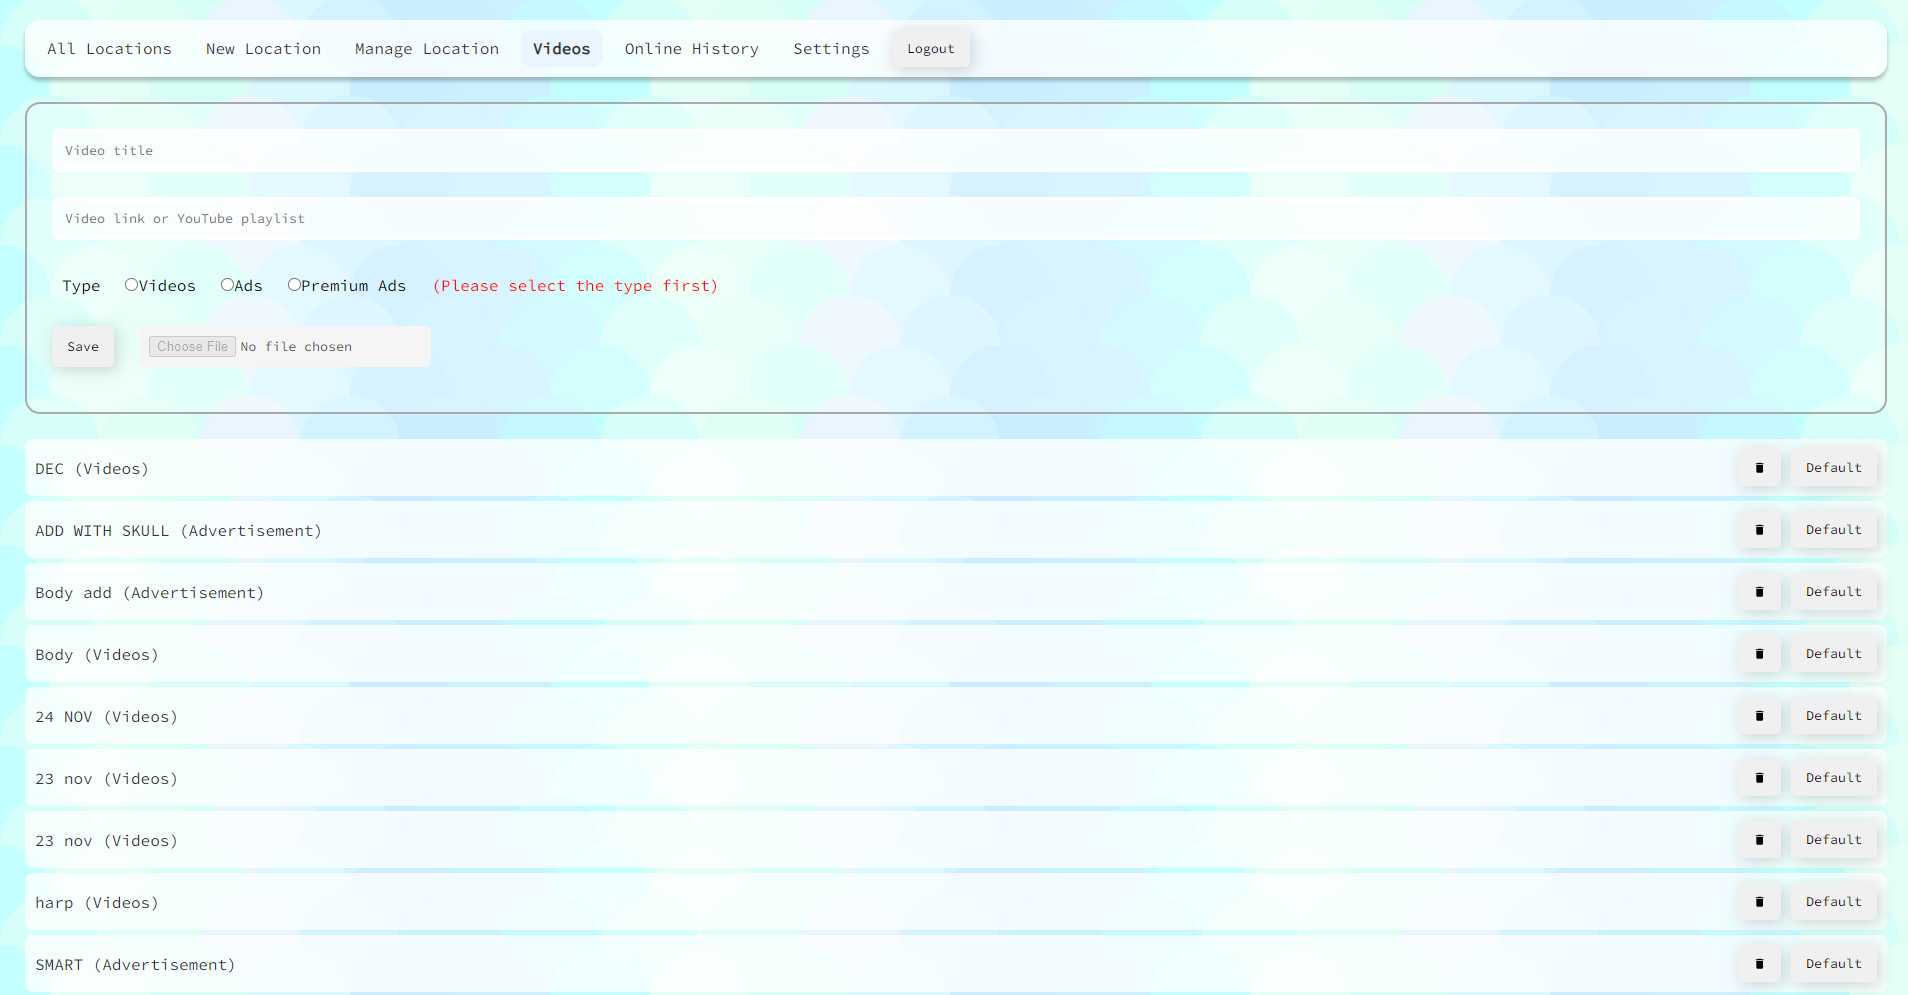 All Locations New Location Manage Location Videos Online History Settings Logout
Video title
Video link or YouTube playlist
Type Videos Ads Premium Ads (Please select the type first)
Save Choose File No file chosen
DEC (Videos) Default
ADD WITH SKULL (Advertisement) Default
Body add (Advertisement) Default
Body (Videos) Default
24 NOV (Videos) Default
23 nov (Videos) Default
23 nov (Videos) Default
harp (Videos) Default
SMART (Advertisement) Default